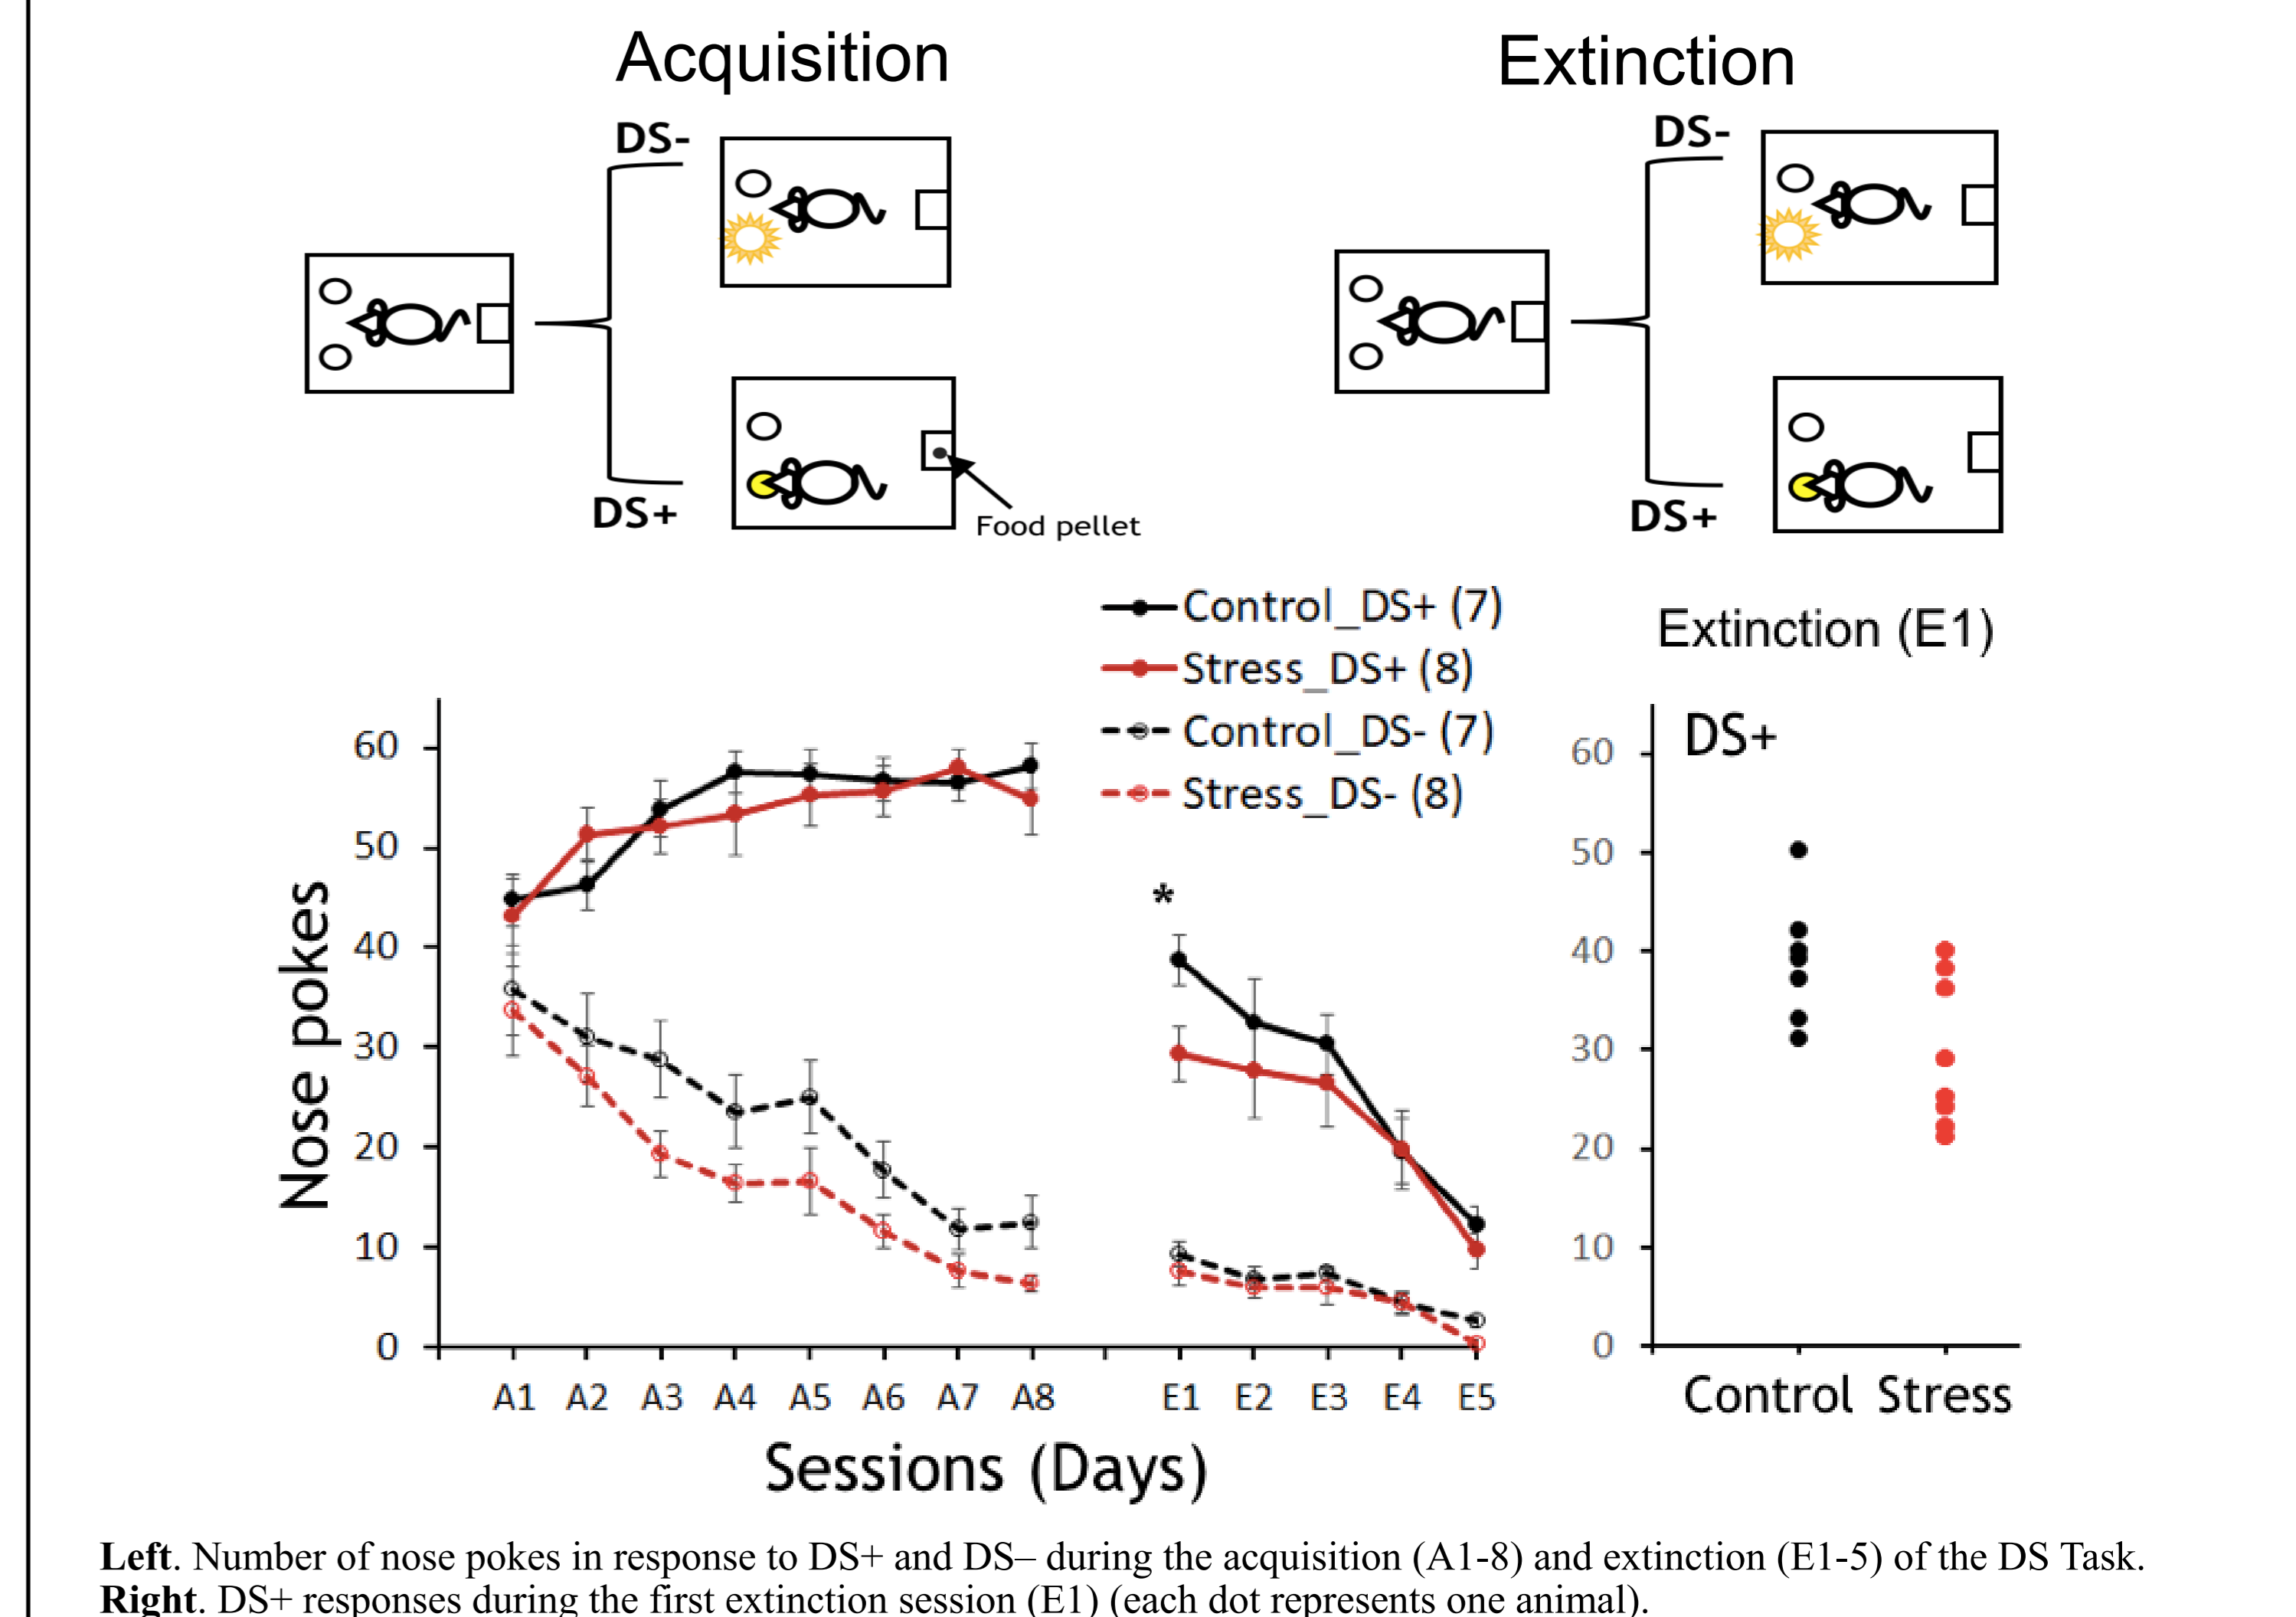 Acquisition
Extinction
DS-
DS+
Food pellet
DS-
DS+
Control_DS+ (7)
Stress_DS+ (8)
Control_DS- (7)
Stress_DS- (8)
Nose pokes
60
50
40
30
20
10
0
*
A1 A2 A3 A4 A5 A6 A7 A8 E1 E2 E3 E4 E5
Sessions (Days)
Extinction (E1)
DS+
60
50
40
30
20
10
0
Control Stress
Left. Number of nose pokes in response to DS+ and DS– during the acquisition (A1-8) and extinction (E1-5) of the DS Task.
Right. DS+ responses during the first extinction session (E1) (each dot represents one animal).